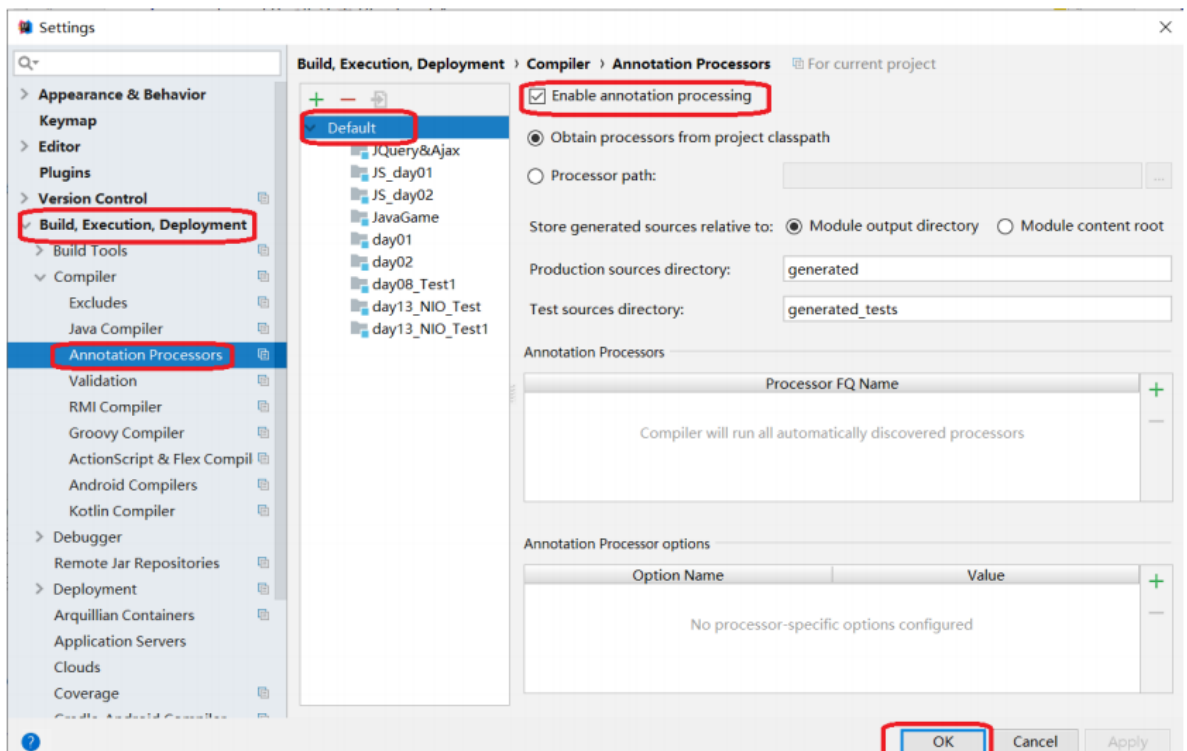 Settings
Appearance & Behavior
Keymap
Editor
Plugins
Version Control
Build, Execution, Deployment
Build Tools
Compiler
Excludes
Java Compiler
Annotation Processors
Validation
RMI Compiler
Groovy Compiler
ActionScript & Flex Compil
Android Compilers
Kotlin Compiler
Debugger
Remote Jar Repositories
Deployment
Arquillian Containers
Application Servers
Clouds
Coverage
Build, Execution, Deployment › Compiler › Annotation Processors For current project
Default
JQuery&Ajax
JS_day01
JS_day02
JavaGame
day01
day02
day08_Test1
day13_NIO_Test
day13_NIO_Test1
Enable annotation processing
Obtain processors from project classpath
Processor path: ...
Store generated sources relative to: Module output directory Module content root
Production sources directory: generated
Test sources directory: generated_tests
Annotation Processors
Processor FQ Name
Compiler will run all automatically discovered processors
Annotation Processor options
Option Name Value
No processor-specific options configured
? OK Cancel Apply